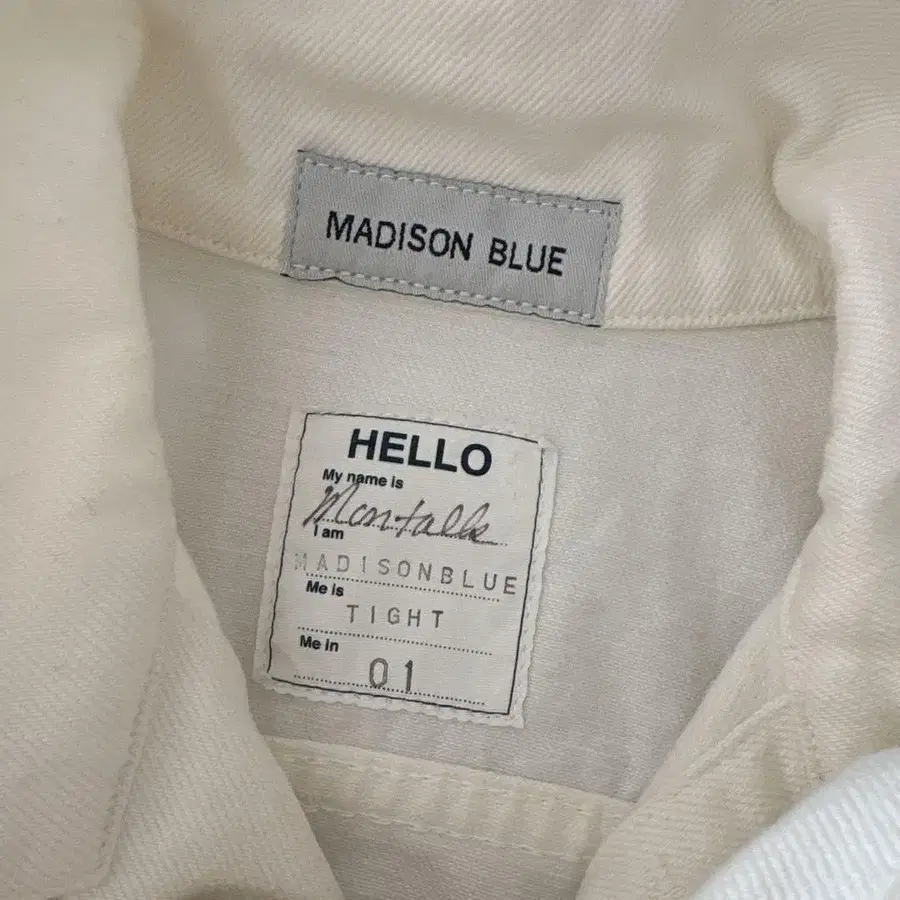 MADISON BLUE
HELLO
My name is
Montalk
I am
MADISONBLUE
Me is
TIGHT
Me in
01